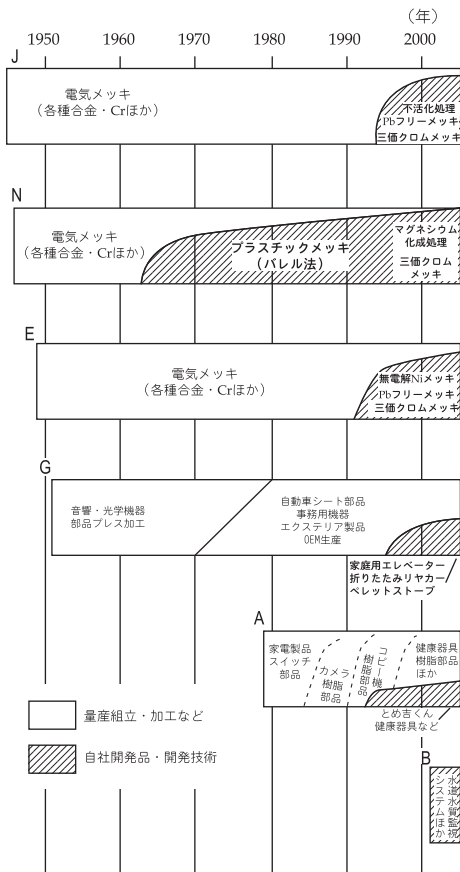 （年）
1950 1960 1970 1980 1990 2000
J
電気メッキ
（各種合金・Crほか）
不活化処理
Pbフリーメッキ
三価クロムメッキ
N
電気メッキ
（各種合金・Crほか）
プラスチックメッキ
（バレル法）
マグネシウム
化成処理
三価クロム
メッキ
E
電気メッキ
（各種合金・Crほか）
無電解Niメッキ
Pbフリーメッキ
三価クロムメッキ
G
音響・光学機器
部品プレス加工
自動車シート部品
事務用機器
エクステリア製品
OEM生産
家庭用エレベーター
折りたたみリヤカー
ペレットストーブ
A
家電製品
スイッチ
部品
カメラ
樹脂
部品
コピー機
樹脂部品
健康器具
樹脂部品
ほか
とめ吉くん
健康器具など
B
水道水質監視
システムほか
量産組立・加工など
自社開発品・開発技術